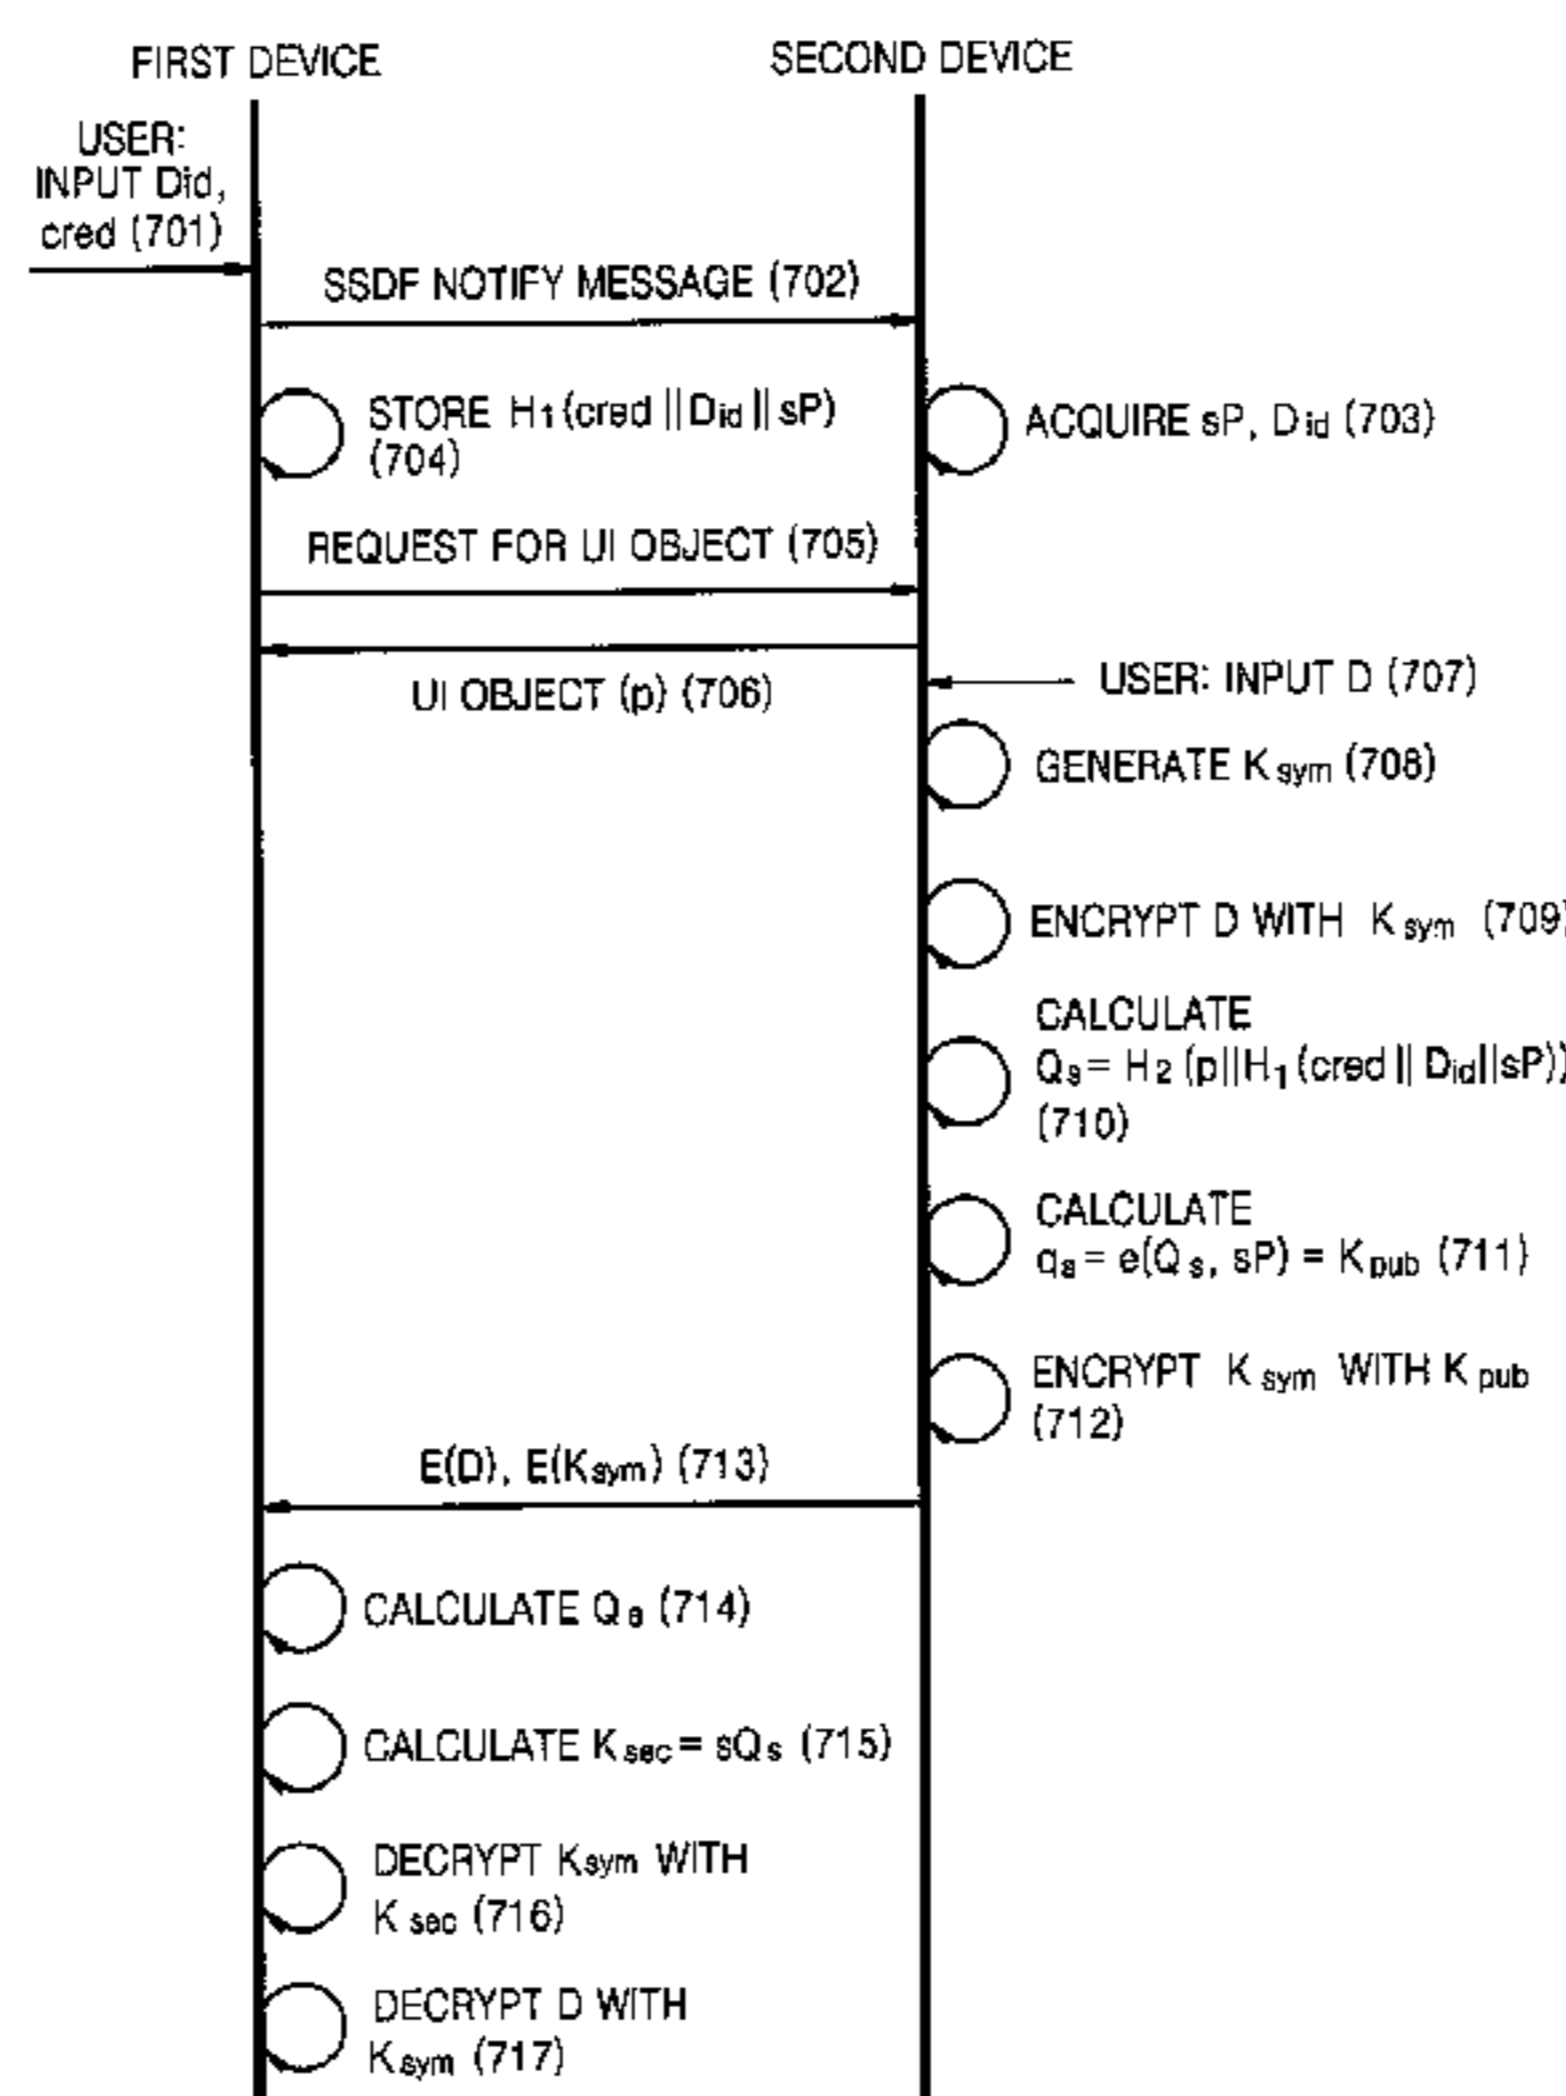 FIRST DEVICE
SECOND DEVICE
USER:
INPUT Did,
cred (701)
SSDF NOTIFY MESSAGE (702)
STORE H1(cred || Did || sP)
(704)
ACQUIRE sP, Did (703)
REQUEST FOR UI OBJECT (705)
UI OBJECT (p) (706)
USER: INPUT D (707)
GENERATE Ksym (708)
ENCRYPT D WITH Ksym (709)
CALCULATE
Qs = H2 (p||H1(cred || Did||sP))
(710)
CALCULATE
qs = e(Qs, sP) = Kpub (711)
ENCRYPT Ksym WITH Kpub
(712)
E(D), E(Ksym) (713)
CALCULATE Qs (714)
CALCULATE Ksec = sQs (715)
DECRYPT Ksym WITH
Ksec (716)
DECRYPT D WITH
Ksym (717)